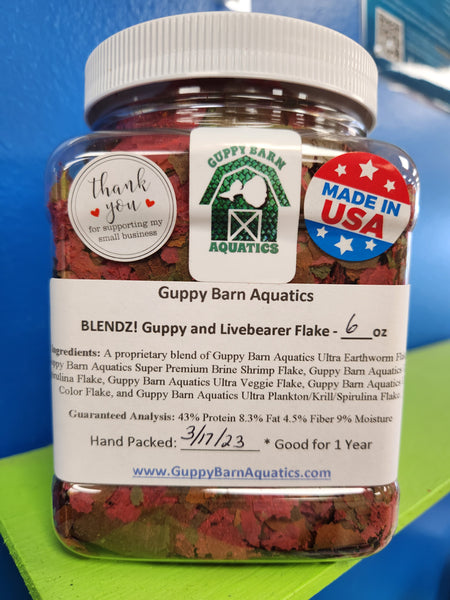 thank
you
for supporting my
small business
GUPPY BARN
AQUATICS
MADE IN
USA
Guppy Barn Aquatics
BLENDZ! Guppy and Livebearer Flake - 6 oz
Ingredients: A proprietary blend of Guppy Barn Aquatics Ultra Earthworm
Barn Aquatics Super Premium Brine Shrimp Flake, Guppy Barn Aquatics
Flake, Guppy Barn Aquatics Ultra Veggie Flake, Guppy Barn Aquatics
Color Flake, and Guppy Barn Aquatics Ultra Plankton/Krill/Spirulina Flake
Guaranteed Analysis: 43% Protein 8.3% Fat 4.5% Fiber 9% Moisture
Hand Packed: 3/17/23 * Good for 1 Year
www.GuppyBarnAquatics.com